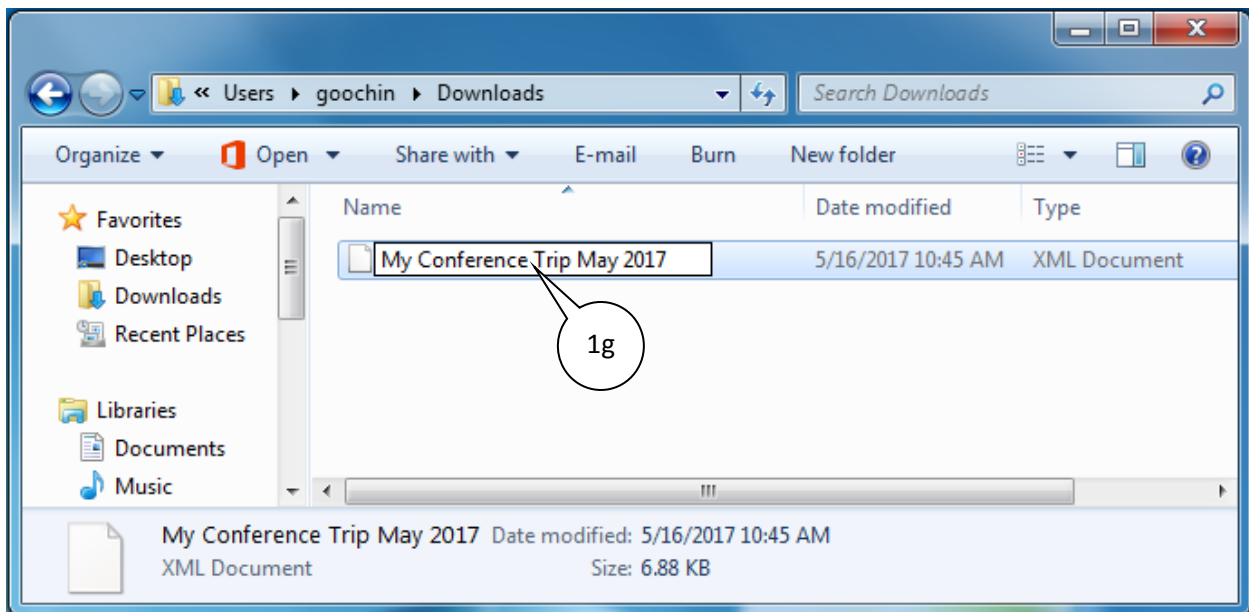 « Users ▸ goochin ▸ Downloads
Search Downloads
Organize Open Share with E-mail Burn New folder
Favorites
Desktop
Downloads
Recent Places
Libraries
Documents
Music
Name Date modified Type
My Conference Trip May 2017 5/16/2017 10:45 AM XML Document
1g
My Conference Trip May 2017 Date modified: 5/16/2017 10:45 AM
XML Document Size: 6.88 KB